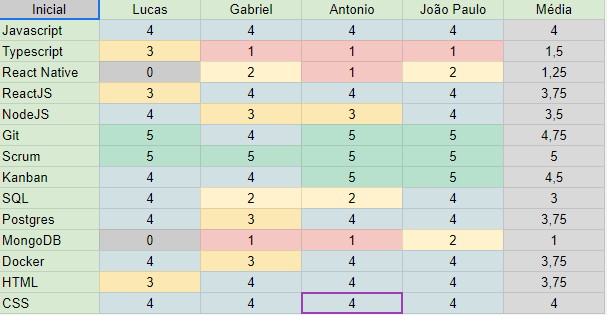 Inicial Lucas Gabriel Antonio João Paulo Média
Javascript 4 4 4 4 4
Typescript 3 1 1 1 1,5
React Native 0 2 1 2 1,25
ReactJS 3 4 4 4 3,75
NodeJS 4 3 3 4 3,5
Git 5 4 5 5 4,75
Scrum 5 5 5 5 5
Kanban 4 4 5 5 4,5
SQL 4 2 2 4 3
Postgres 4 3 4 4 3,75
MongoDB 0 1 1 2 1
Docker 4 3 4 4 3,75
HTML 3 4 4 4 3,75
CSS 4 4 4 4 4